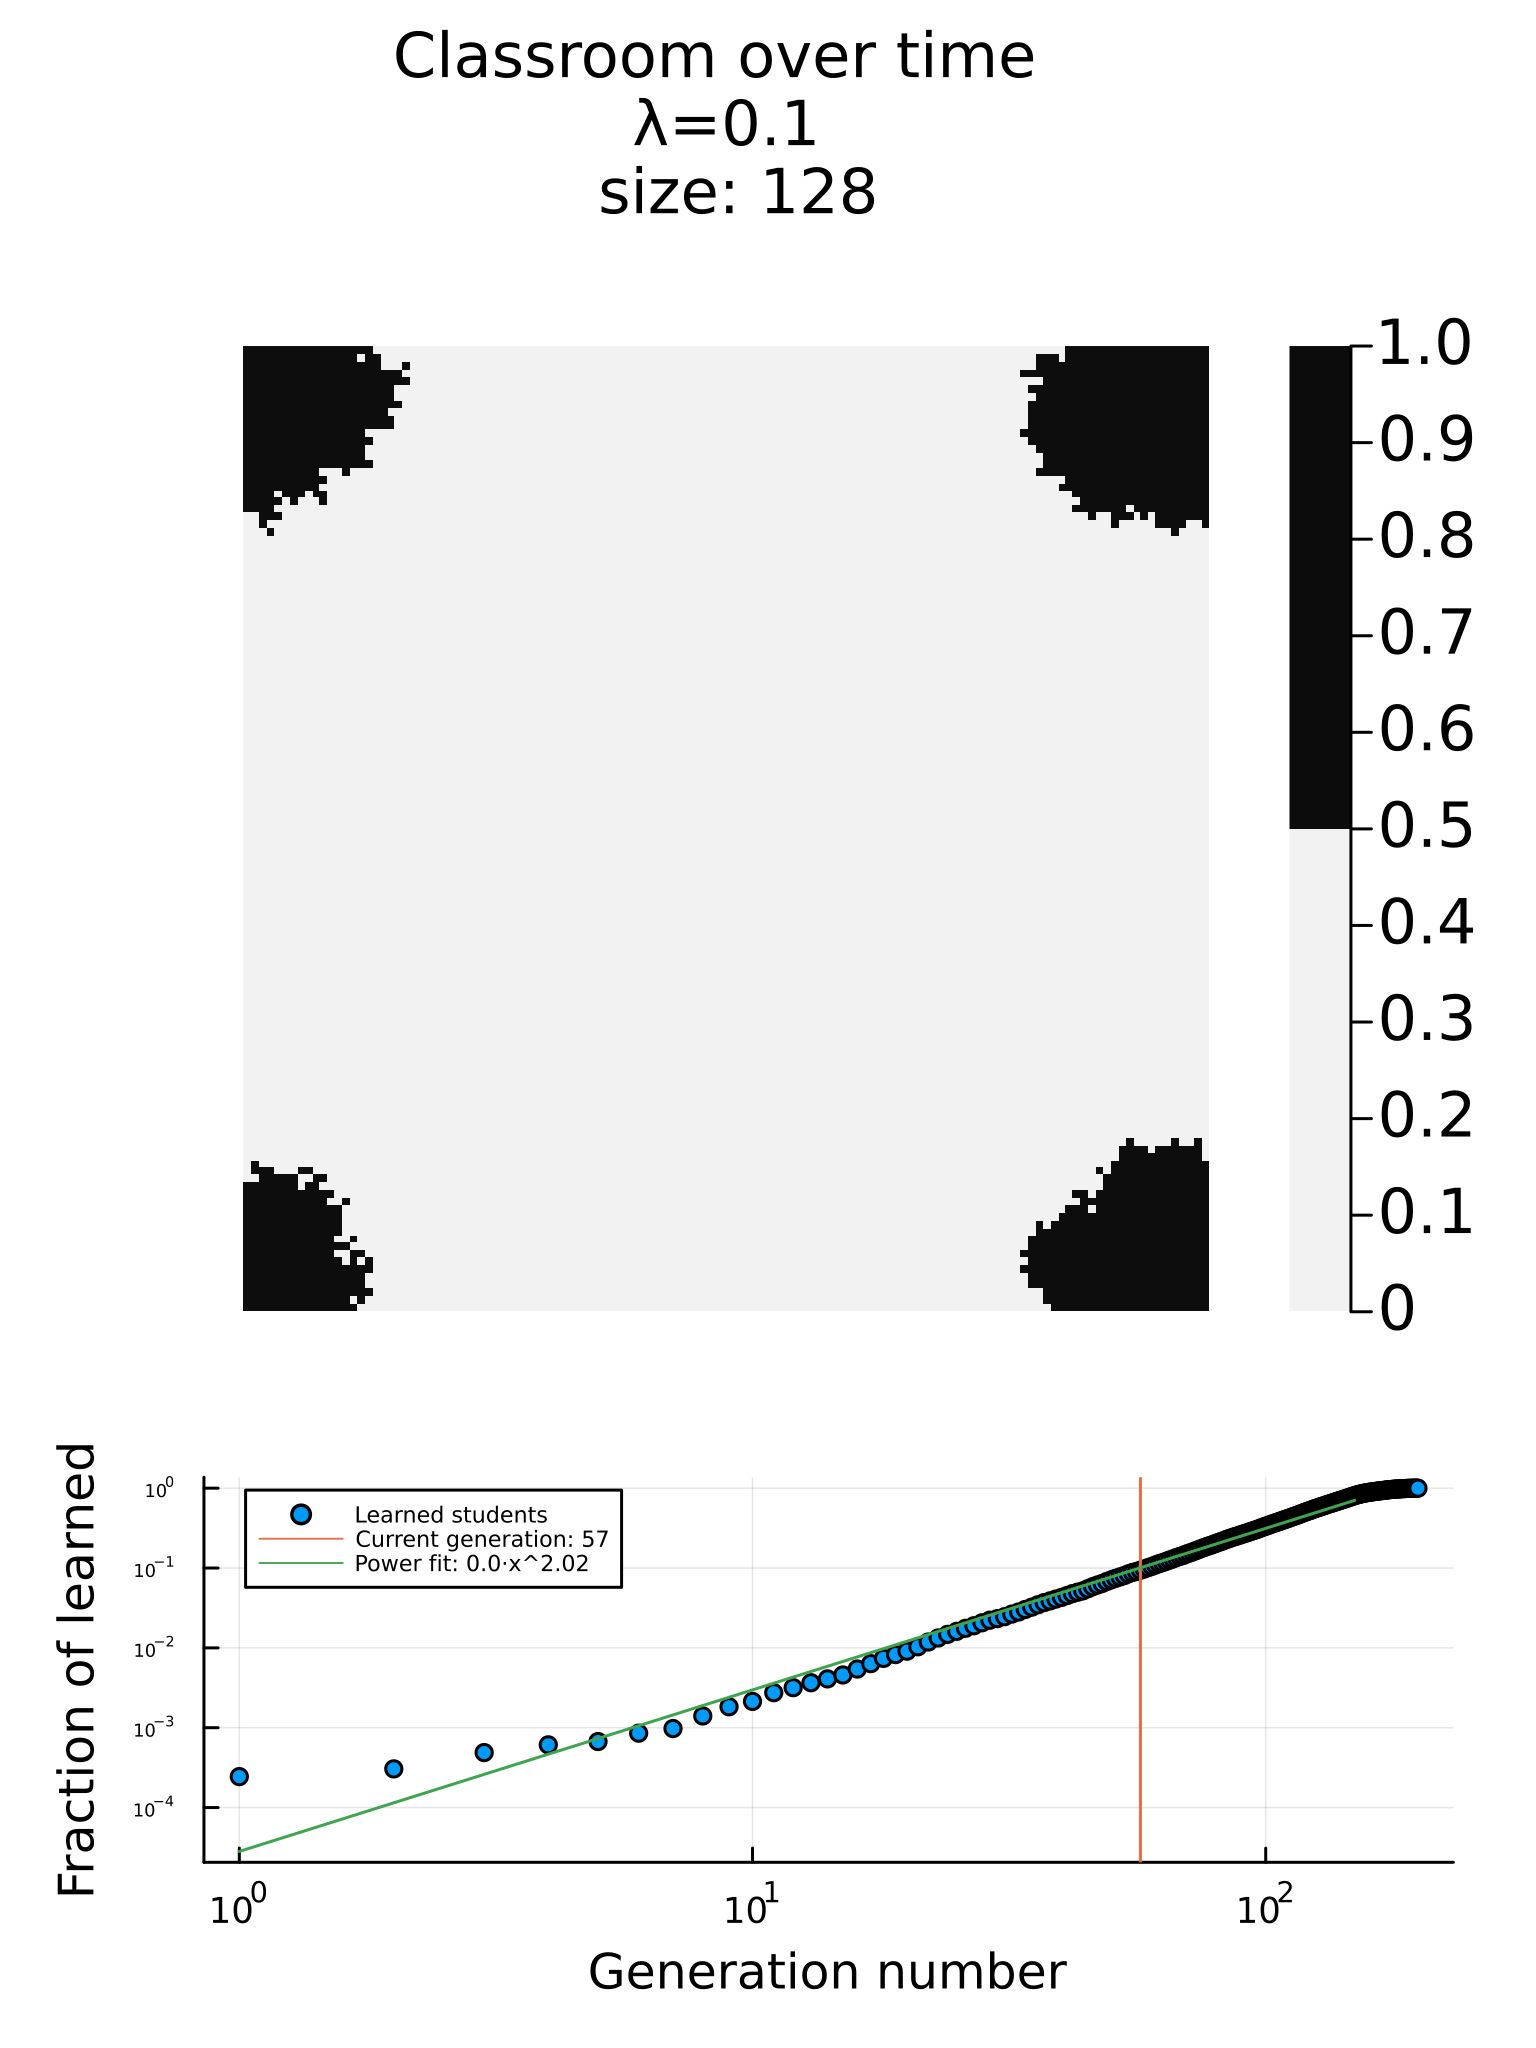 Classroom over time
λ=0.1
size: 128
1.0
0.9
0.8
0.7
0.6
0.5
0.4
0.3
0.2
0.1
0
Fraction of learned
10^0
10^-1
10^-2
10^-3
10^-4
Learned students
Current generation: 57
Power fit: 0.0·x^2.02
10^0 10^1 10^2
Generation number